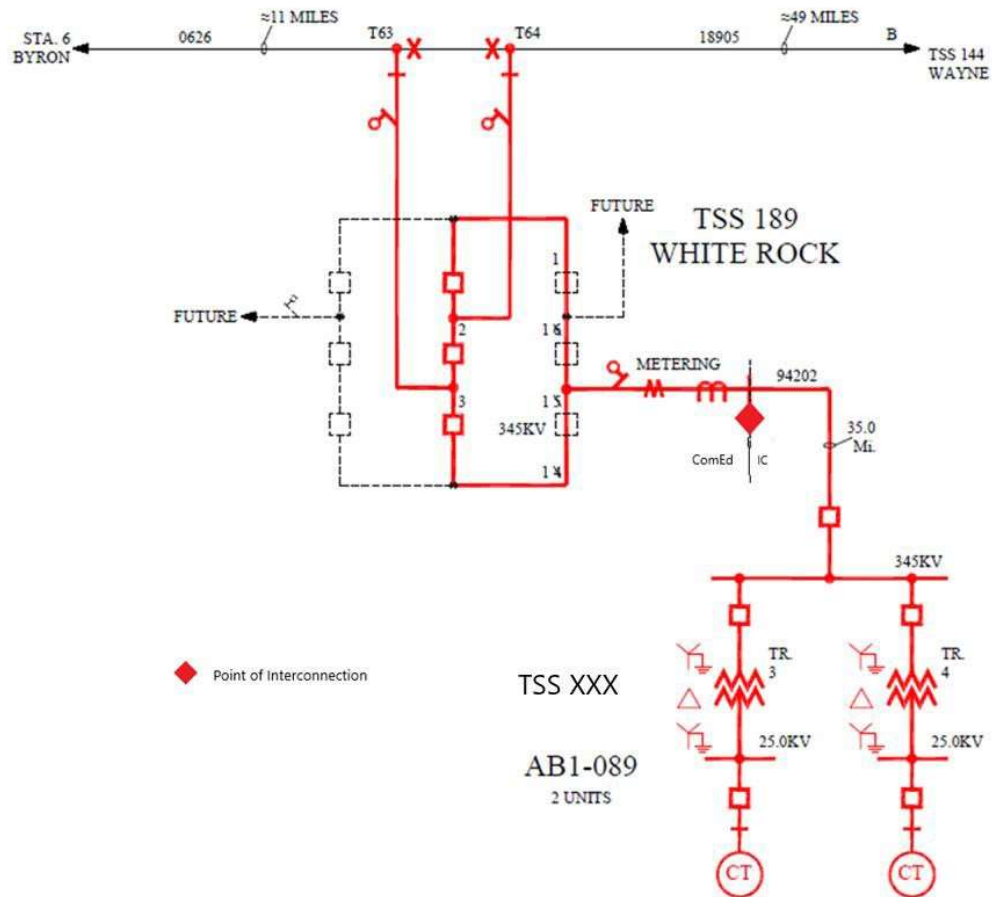 ≈11 MILES
≈49 MILES
STA. 6
BYRON
0626
T63
T64
18905
B
TSS 144
WAYNE
FUTURE
TSS 189
WHITE ROCK
1
FUTURE
2
METERING
94202
3
345KV
35.0
Mi.
ComEd
IC
345KV
TR.
3
TR.
4
Point of Interconnection
TSS XXX
25.0KV
25.0KV
AB1-089
2 UNITS
CT
CT